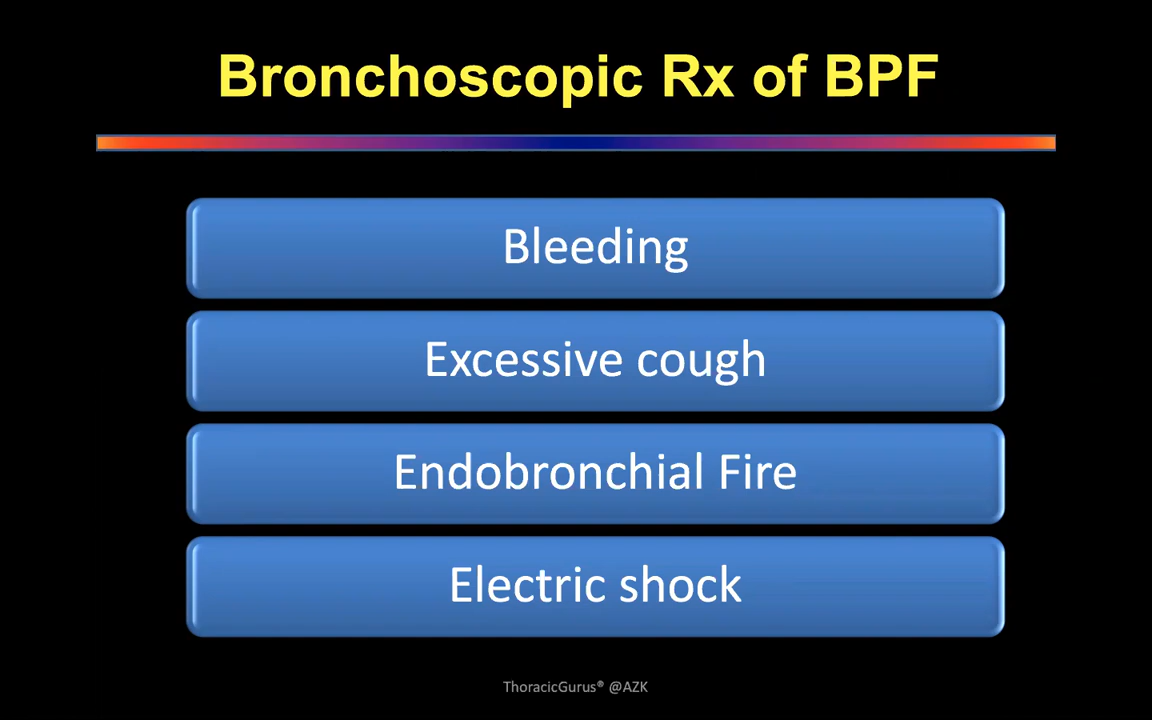 Bronchoscopic Rx of BPF
Bleeding
Excessive cough
Endobronchial Fire
Electric shock
ThoracicGurus® @AZK